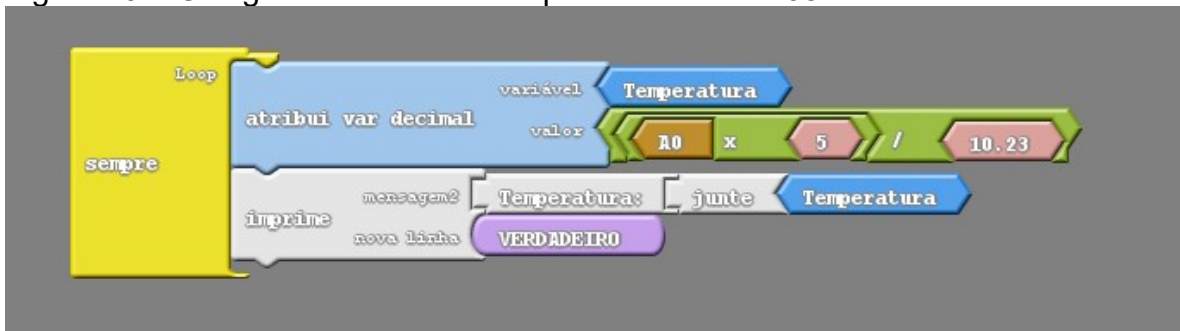 Loop
variável Temperatura
atribui var decimal
valor A0 x 5 / 10.23
sempre
mensagem2 Temperatura: junte Temperatura
imprime
nova linha VERDADEIRO